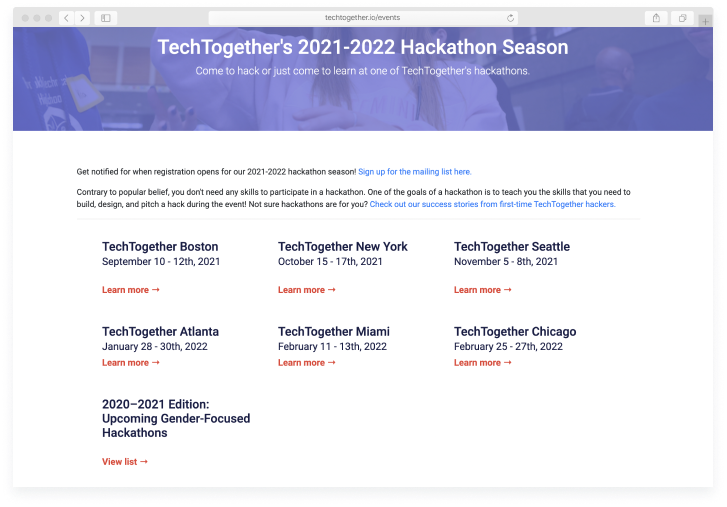 techtogether.io/events
TechTogether's 2021-2022 Hackathon Season
Come to hack or just come to learn at one of TechTogether's hackathons.
Get notified for when registration opens for our 2021-2022 hackathon season! Sign up for the mailing list here.
Contrary to popular belief, you don't need any skills to participate in a hackathon. One of the goals of a hackathon is to teach you the skills that you need to
build, design, and pitch a hack during the event! Not sure hackathons are for you? Check out our success stories from first-time TechTogether hackers.
TechTogether Boston
September 10 - 12th, 2021
Learn more →
TechTogether New York
October 15 - 17th, 2021
Learn more →
TechTogether Seattle
November 5 - 8th, 2021
Learn more →
TechTogether Atlanta
January 28 - 30th, 2022
Learn more →
TechTogether Miami
February 11 - 13th, 2022
Learn more →
TechTogether Chicago
February 25 - 27th, 2022
Learn more →
2020–2021 Edition:
Upcoming Gender-Focused
Hackathons
View list →